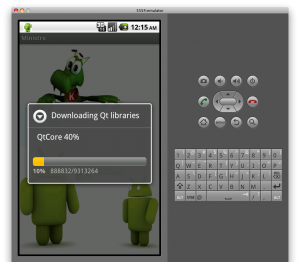 5554:emulator
12:15 AM
Ministro
Downloading Qt libraries
QtCore 40%
10% 888832/9313264
1 2 3 4 5 6 7 8 9 0
Q W E R T Y U I O P
A S D F G H J K L
Z X C V B N M .
MENU
ALT SYM @ / , ALT